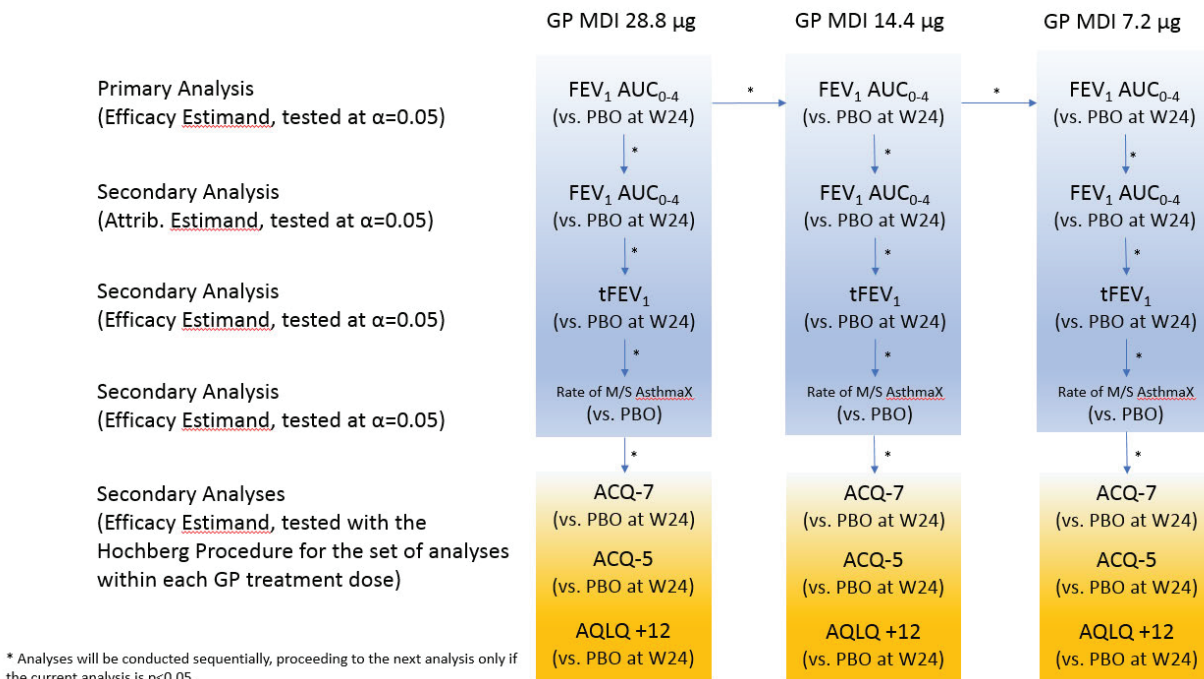 GP MDI 28.8 µg
GP MDI 14.4 µg
GP MDI 7.2 µg
Primary Analysis
(Efficacy Estimand, tested at α=0.05)
FEV₁ AUC₀₋₄
(vs. PBO at W24)
*
FEV₁ AUC₀₋₄
(vs. PBO at W24)
*
FEV₁ AUC₀₋₄
(vs. PBO at W24)
*
*
*
Secondary Analysis
(Attrib. Estimand, tested at α=0.05)
FEV₁ AUC₀₋₄
(vs. PBO at W24)
FEV₁ AUC₀₋₄
(vs. PBO at W24)
FEV₁ AUC₀₋₄
(vs. PBO at W24)
*
*
*
Secondary Analysis
(Efficacy Estimand, tested at α=0.05)
tFEV₁
(vs. PBO at W24)
tFEV₁
(vs. PBO at W24)
tFEV₁
(vs. PBO at W24)
*
*
*
Secondary Analysis
(Efficacy Estimand, tested at α=0.05)
Rate of M/S AsthmaX
(vs. PBO)
Rate of M/S AsthmaX
(vs. PBO)
Rate of M/S AsthmaX
(vs. PBO)
*
*
*
Secondary Analyses
(Efficacy Estimand, tested with the
Hochberg Procedure for the set of analyses
within each GP treatment dose)
ACQ-7
(vs. PBO at W24)
ACQ-5
(vs. PBO at W24)
AQLQ +12
(vs. PBO at W24)
ACQ-7
(vs. PBO at W24)
ACQ-5
(vs. PBO at W24)
AQLQ +12
(vs. PBO at W24)
ACQ-7
(vs. PBO at W24)
ACQ-5
(vs. PBO at W24)
AQLQ +12
(vs. PBO at W24)
* Analyses will be conducted sequentially, proceeding to the next analysis only if
the current analysis is p<0.05